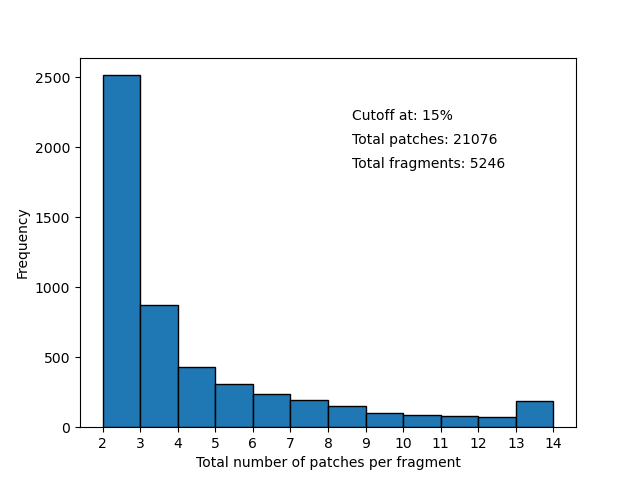 2500
2000
1500
1000
500
0
Frequency
Cutoff at: 15%
Total patches: 21076
Total fragments: 5246
2 3 4 5 6 7 8 9 10 11 12 13 14
Total number of patches per fragment